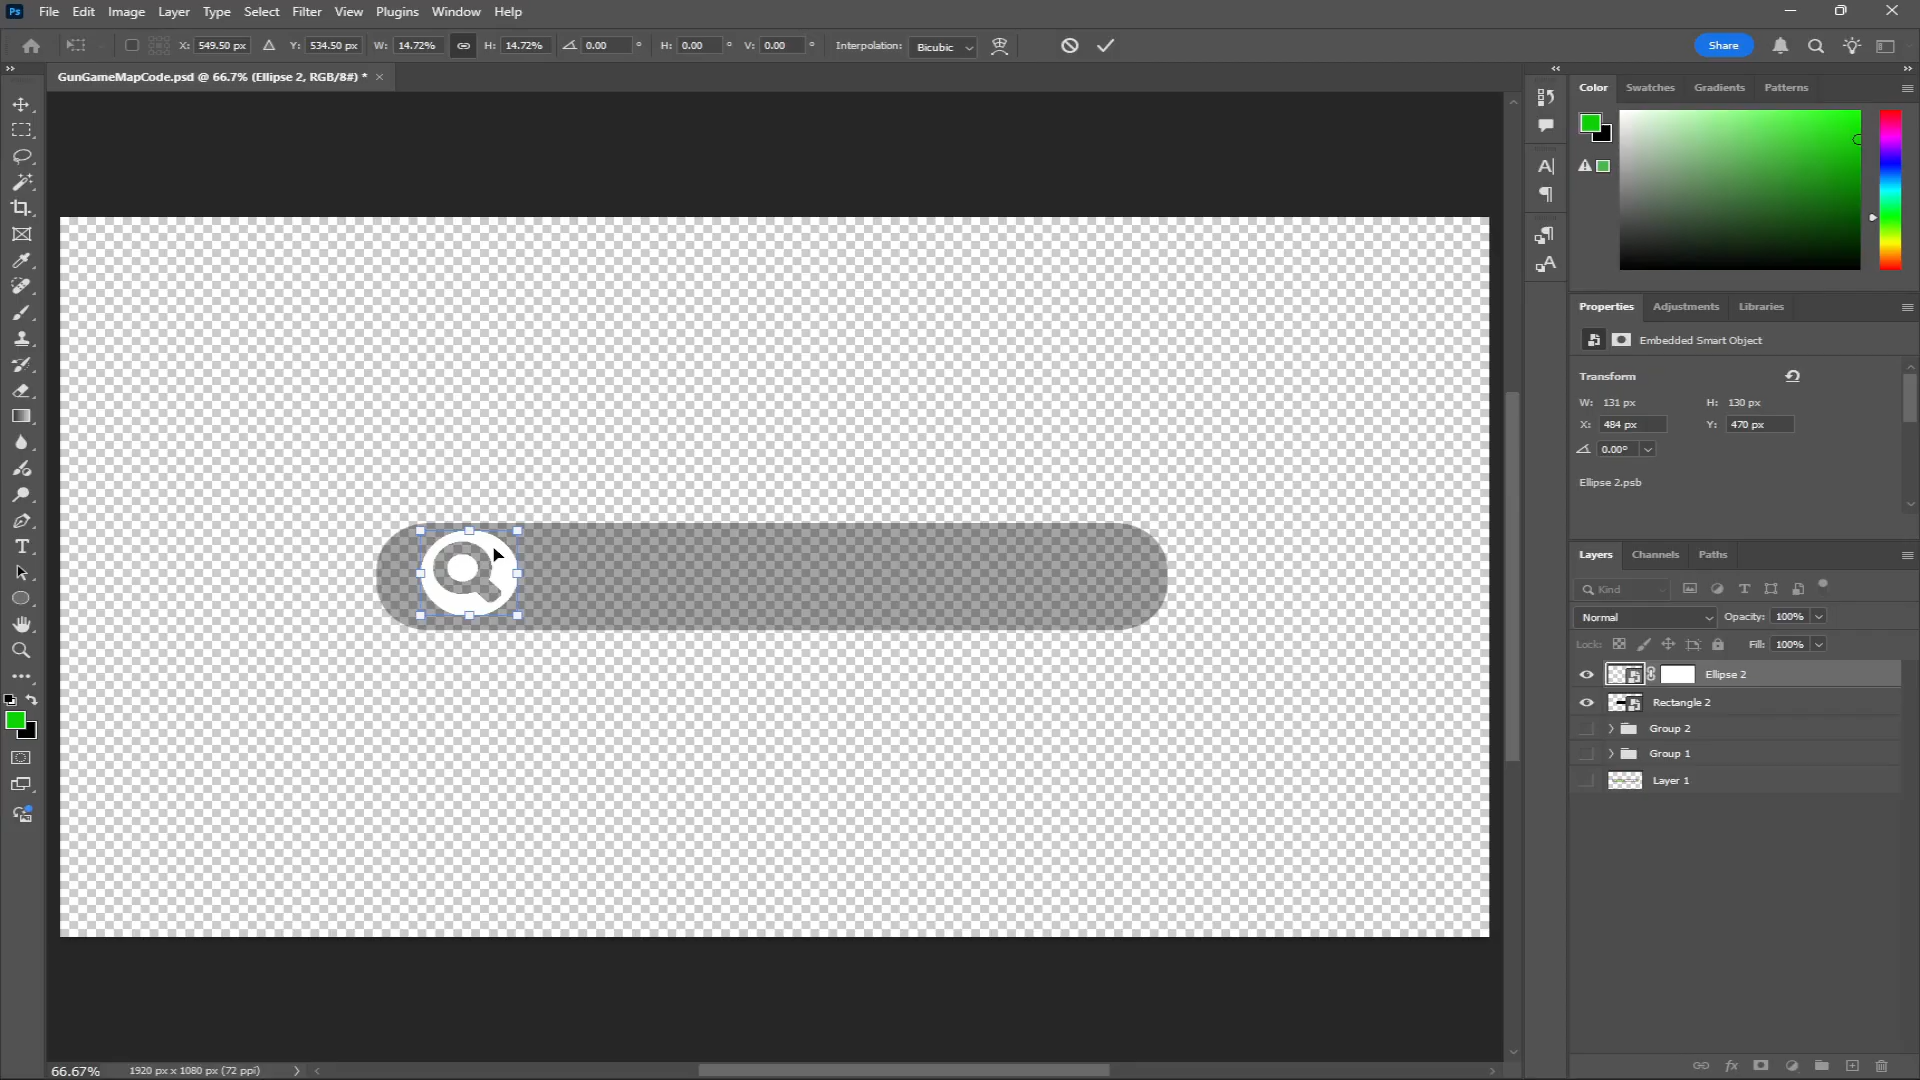 Ps File Edit Image Layer Type Select Filter View Plugins Window Help
X: 549.50 px Y: 534.50 px W: 14.72% H: 14.72% 0.00 ° H: 0.00 ° V: 0.00 ° Interpolation: Bicubic Share
GunGameMapCode.psd @ 66.7% (Ellipse 2, RGB/8#) * ×
Color Swatches Gradients Patterns
Properties Adjustments Libraries
Embedded Smart Object
Transform
W: 131 px H: 130 px
X: 484 px Y: 470 px
0.00°
Ellipse 2.psb
Layers Channels Paths
Kind
Normal Opacity: 100%
Lock: Fill: 100%
Ellipse 2
Rectangle 2
Group 2
Group 1
Layer 1
66.67% 1920 px x 1080 px (72 ppi)